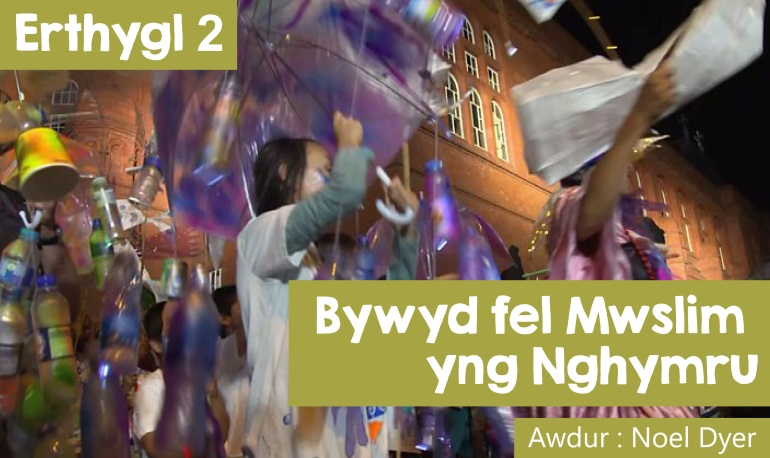 Erthygl 2
Bywyd fel Mwslim
yng Nghymru
Awdur : Noel Dyer